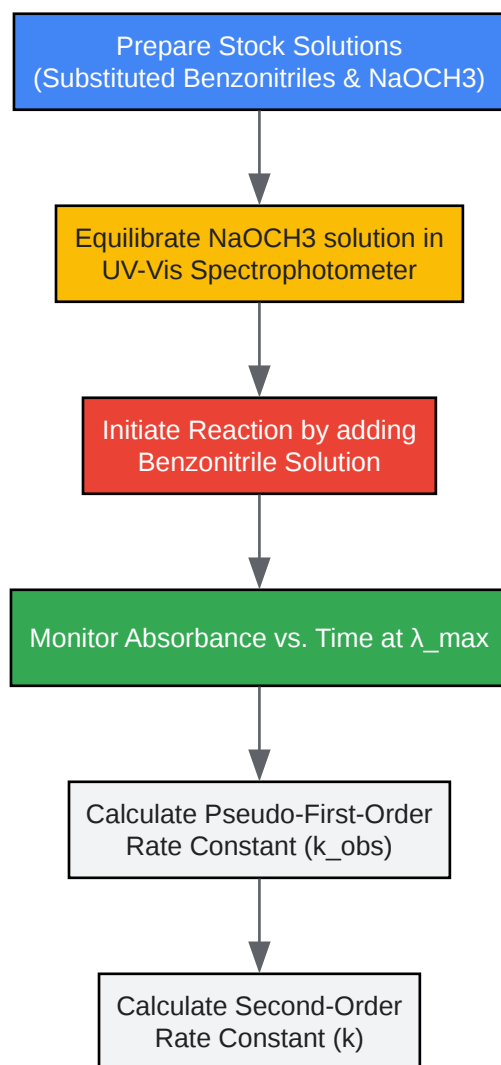 Prepare Stock Solutions
(Substituted Benzonitriles & NaOCH3)
Equilibrate NaOCH3 solution in
UV-Vis Spectrophotometer
Initiate Reaction by adding
Benzonitrile Solution
Monitor Absorbance vs. Time at λ_max
Calculate Pseudo-First-Order
Rate Constant (k_obs)
Calculate Second-Order
Rate Constant (k)